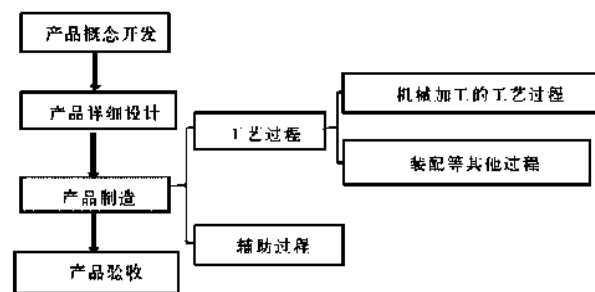 产品概念开发
产品详细设计
产品制造
产品验收
工艺过程
辅助过程
机械加工的工艺过程
装配等其他过程